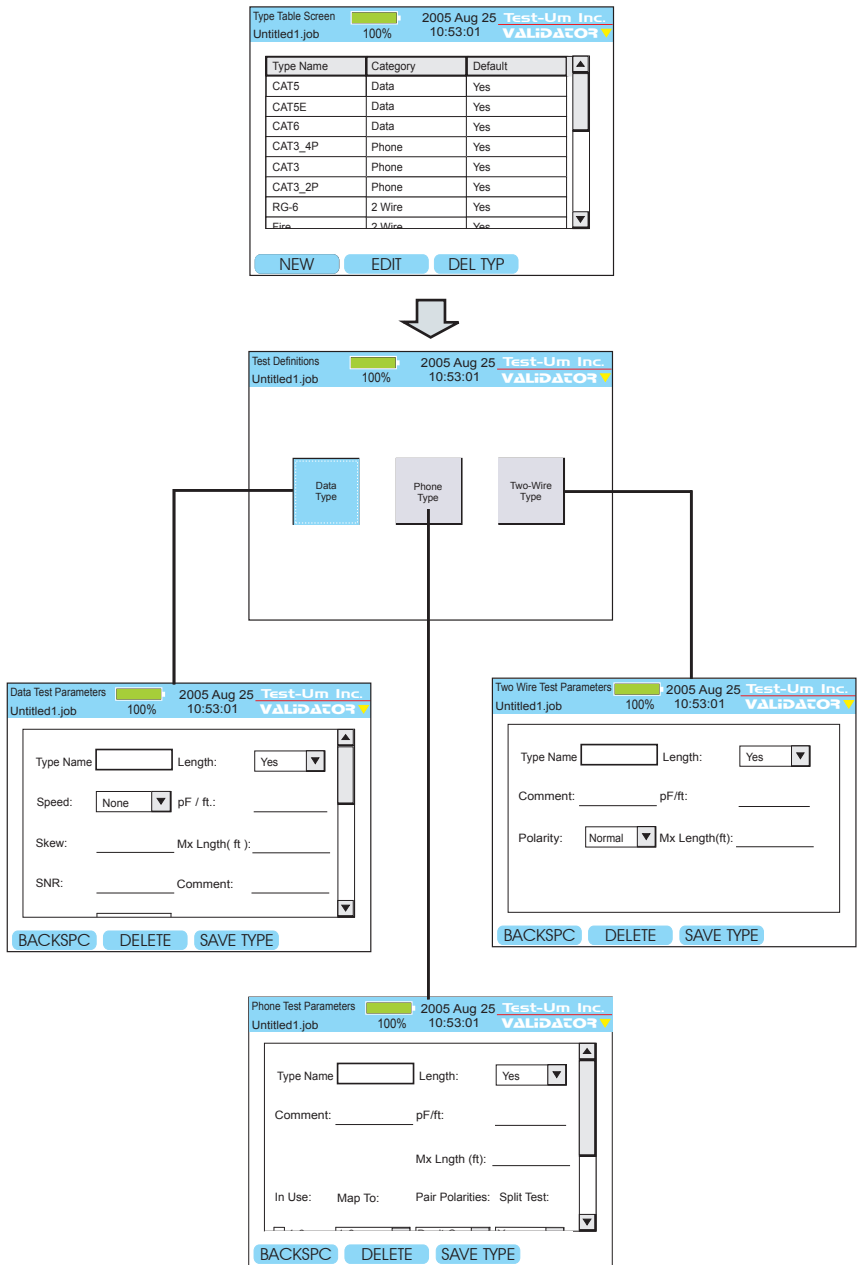 Type Table Screen 2005 Aug 25 Test-Um Inc.
Untitled1.job 100% 10:53:01 VALiDATOR
Type Name Category Default
CAT5 Data Yes
CAT5E Data Yes
CAT6 Data Yes
CAT3_4P Phone Yes
CAT3 Phone Yes
CAT3_2P Phone Yes
RG-6 2 Wire Yes
Fire 2 Wire Yes
NEW EDIT DEL TYP
Test Definitions 2005 Aug 25 Test-Um Inc.
Untitled1.job 100% 10:53:01 VALiDATOR
Data
Type
Phone
Type
Two-Wire
Type
Data Test Parameters 2005 Aug 25 Test-Um Inc.
Untitled1.job 100% 10:53:01 VALiDATOR
Type Name Length: Yes
Speed: None pF / ft.:
Skew: Mx Lngth( ft ):
SNR: Comment:
BACKSPC DELETE SAVE TYPE
Two Wire Test Parameters 2005 Aug 25 Test-Um Inc.
Untitled1.job 100% 10:53:01 VALiDATOR
Type Name Length: Yes
Comment: pF/ft:
Polarity: Normal Mx Length(ft):
BACKSPC DELETE SAVE TYPE
Phone Test Parameters 2005 Aug 25 Test-Um Inc.
Untitled1.job 100% 10:53:01 VALiDATOR
Type Name Length: Yes
Comment: pF/ft:
Mx Lngth (ft):
In Use: Map To: Pair Polarities: Split Test:
BACKSPC DELETE SAVE TYPE